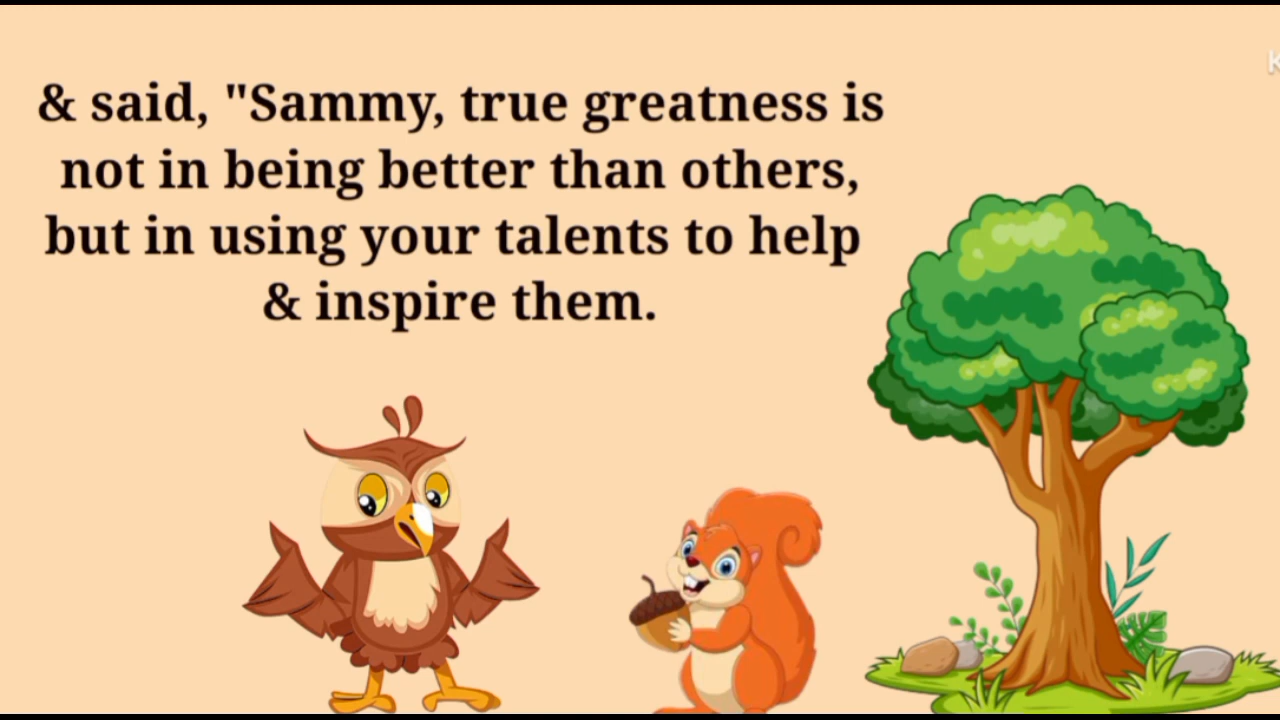 & said, "Sammy, true greatness is
not in being better than others,
but in using your talents to help
& inspire them.
K